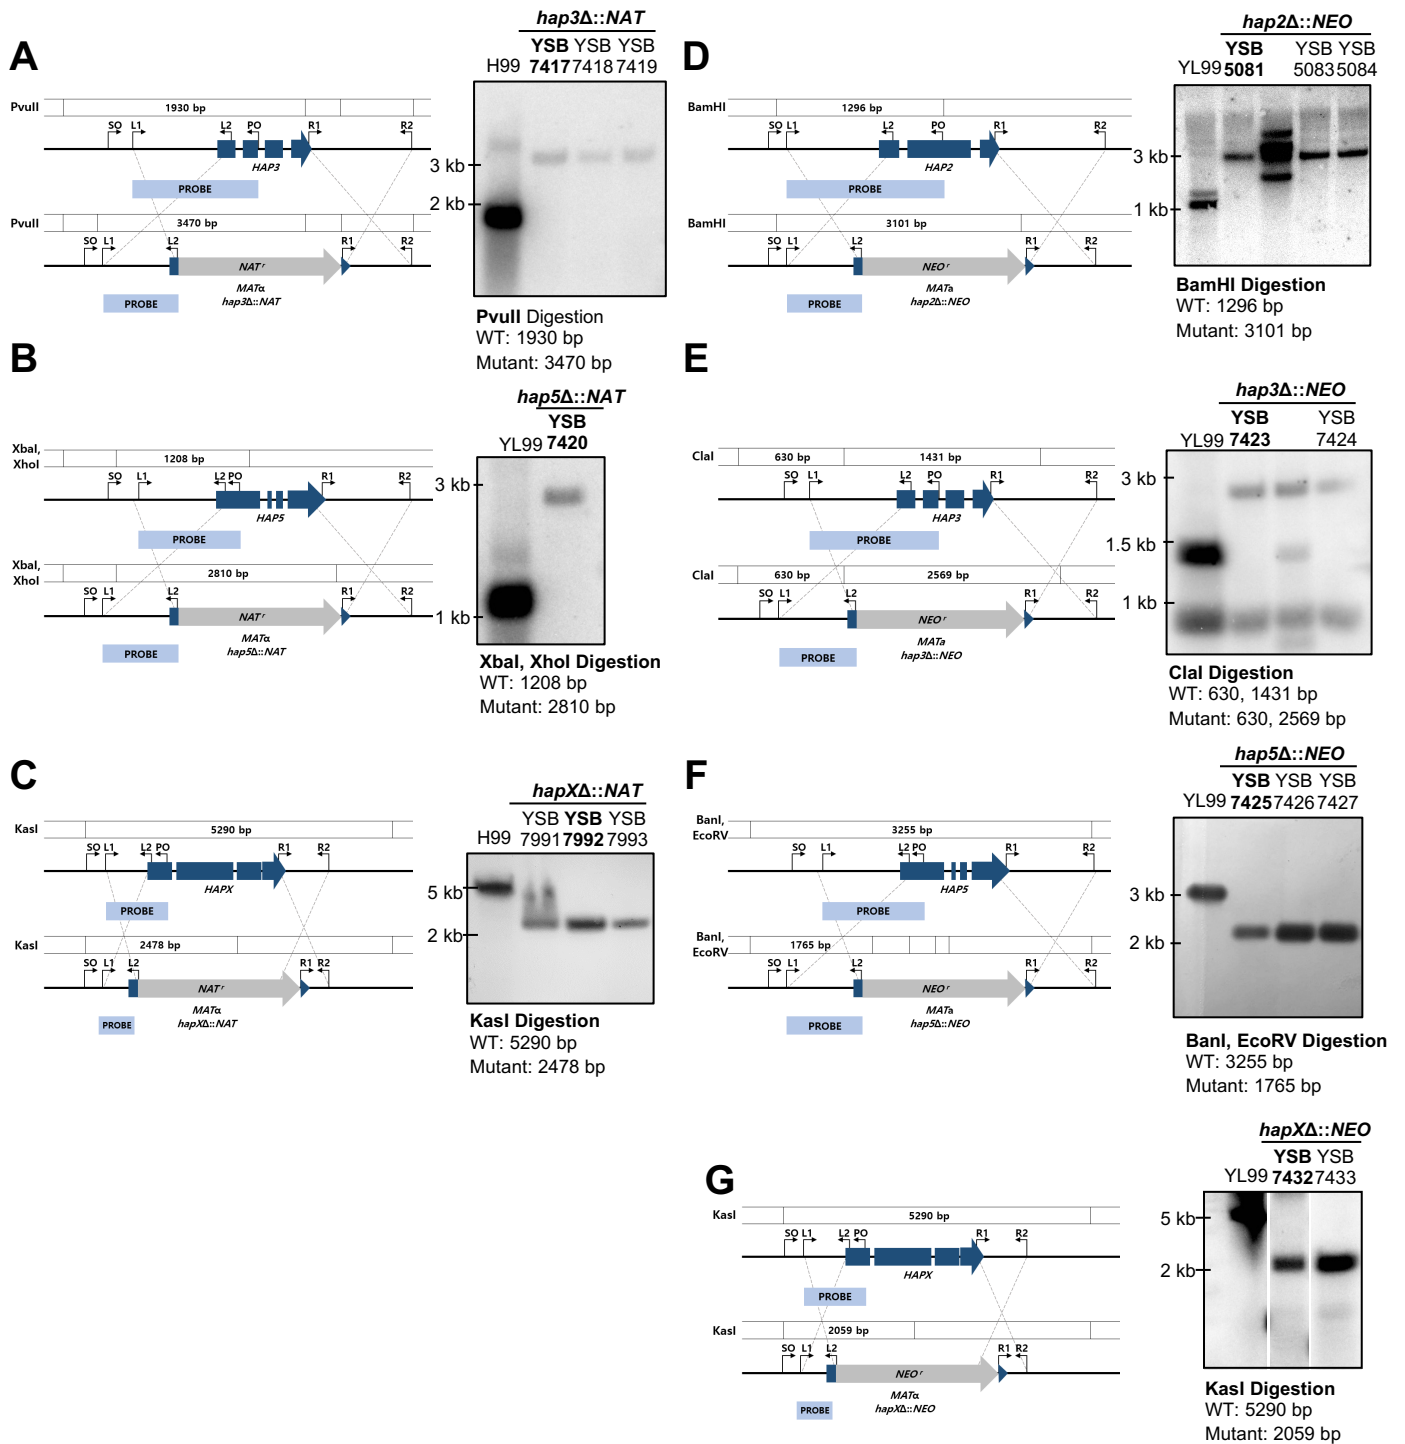 A
hap3Δ::NAT
YSB YSB YSB
H99 7417 7418 7419
PvuII
1930 bp
SO L1 L2 PO R1 R2
HAP3
PROBE
PvuII
3470 bp
SO L1 L2 R1 R2
NAT r
MATα
hap3Δ::NAT
PROBE
3 kb
2 kb
PvuII Digestion
WT: 1930 bp
Mutant: 3470 bp
B
hap5Δ::NAT
YSB
YL99 7420
XbaI,
XhoI
1208 bp
SO L1 L2 PO R1 R2
HAP5
PROBE
XbaI,
XhoI
2810 bp
SO L1 L2 R1 R2
NAT r
MATα
hap5Δ::NAT
PROBE
3 kb
1 kb
XbaI, XhoI Digestion
WT: 1208 bp
Mutant: 2810 bp
C
hapXΔ::NAT
YSB YSB YSB
H99 7991 7992 7993
KasI
5290 bp
SO L1 L2 PO R1 R2
HAPX
PROBE
KasI
2478 bp
SO L1 L2 R1 R2
NAT r
MATα
hapXΔ::NAT
PROBE
5 kb
2 kb
KasI Digestion
WT: 5290 bp
Mutant: 2478 bp
D
hap2Δ::NEO
YSB YSB YSB
YL99 5081 5083 5084
BamHI
1296 bp
SO L1 L2 PO R1 R2
HAP2
PROBE
BamHI
3101 bp
SO L1 L2 R1 R2
NEO r
MATa
hap2Δ::NEO
PROBE
3 kb
1 kb
BamHI Digestion
WT: 1296 bp
Mutant: 3101 bp
E
hap3Δ::NEO
YSB YSB
YL99 7423 7424
ClaI
630 bp 1431 bp
SO L1 L2 PO R1 R2
HAP3
PROBE
ClaI
630 bp 2569 bp
SO L1 L2 R1 R2
NEO r
MATa
hap3Δ::NEO
PROBE
3 kb
1.5 kb
1 kb
ClaI Digestion
WT: 630, 1431 bp
Mutant: 630, 2569 bp
F
hap5Δ::NEO
YSB YSB YSB
YL99 7425 7426 7427
BanI,
EcoRV
3255 bp
SO L1 L2 PO R1 R2
HAP5
PROBE
BanI,
EcoRV
1765 bp
SO L1 L2 R1 R2
NEO r
MATa
hap5Δ::NEO
PROBE
3 kb
2 kb
BanI, EcoRV Digestion
WT: 3255 bp
Mutant: 1765 bp
G
hapXΔ::NEO
YSB YSB
YL99 7432 7433
KasI
5290 bp
SO L1 L2 PO R1 R2
HAPX
PROBE
KasI
2059 bp
SO L1 L2 R1 R2
NEO r
MATα
hapXΔ::NEO
PROBE
5 kb
2 kb
KasI Digestion
WT: 5290 bp
Mutant: 2059 bp